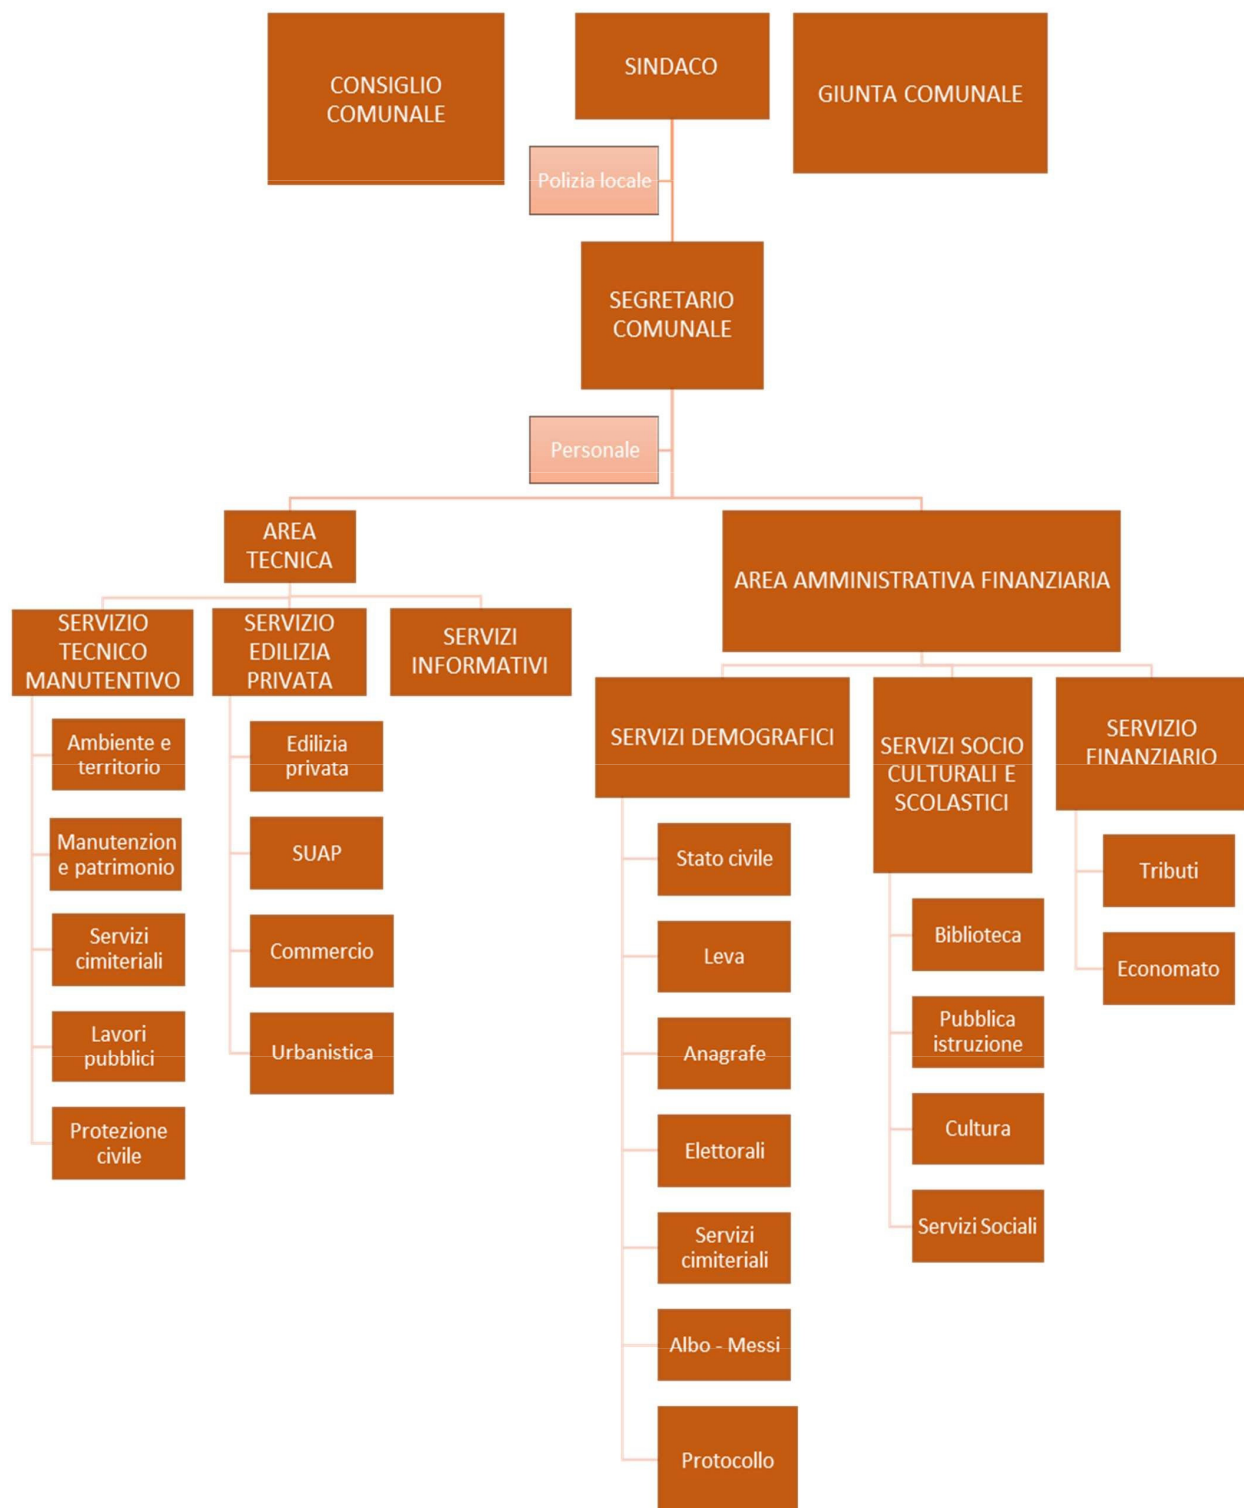 CONSIGLIO
COMUNALE
SINDACO
GIUNTA COMUNALE
Polizia locale
SEGRETARIO
COMUNALE
Personale
AREA
TECNICA
AREA AMMINISTRATIVA FINANZIARIA
SERVIZIO
TECNICO
MANUTENTIVO
SERVIZIO
EDILIZIA
PRIVATA
SERVIZI
INFORMATIVI
Ambiente e
territorio
Manutenzion
e patrimonio
Servizi
cimiteriali
Lavori
pubblici
Protezione
civile
Edilizia
privata
SUAP
Commercio
Urbanistica
SERVIZI DEMOGRAFICI
SERVIZI SOCIO
CULTURALI E
SCOLASTICI
SERVIZIO
FINANZIARIO
Stato civile
Leva
Anagrafe
Elettorali
Servizi
cimiteriali
Albo - Messi
Protocollo
Biblioteca
Pubblica
istruzione
Cultura
Servizi Sociali
Tributi
Economato